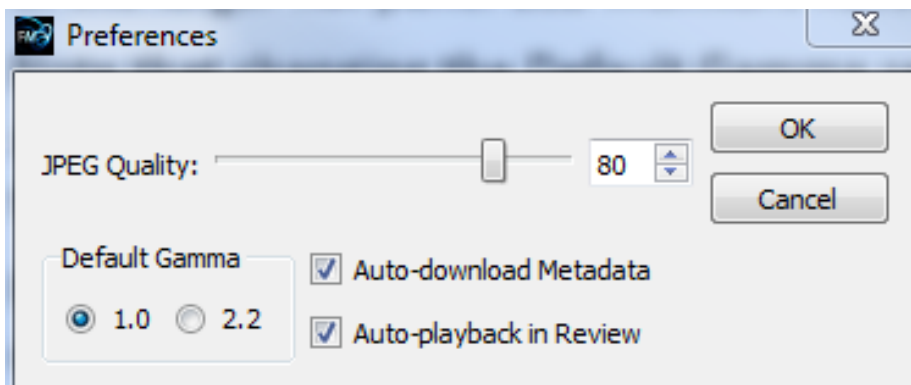 Preferences
JPEG Quality:
80
OK
Cancel
Default Gamma
1.0
2.2
Auto-download Metadata
Auto-playback in Review